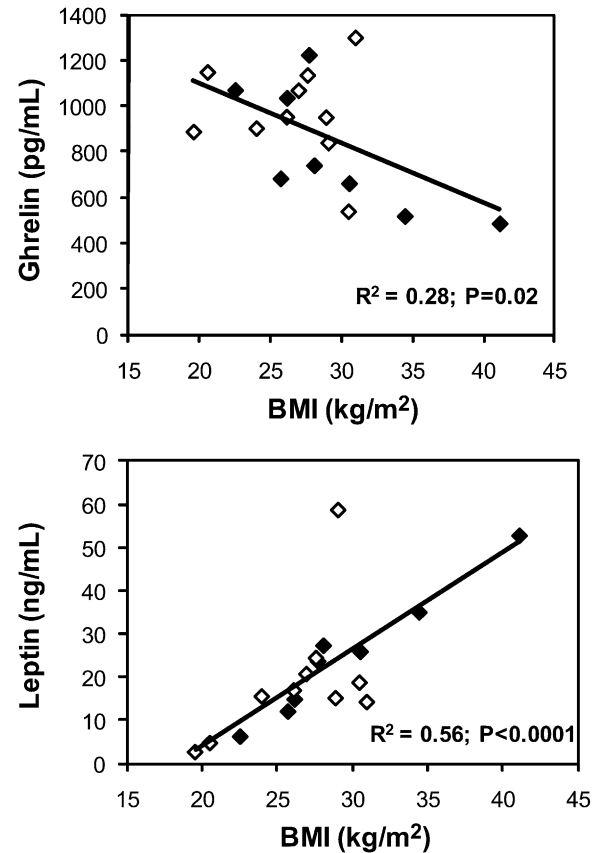 1400
1200
1000
800
600
400
200
0
Ghrelin (pg/mL)
R² = 0.28; P=0.02
15 20 25 30 35 40 45
BMI (kg/m²)
70
60
50
40
30
20
10
0
Leptin (ng/mL)
R² = 0.56; P<0.0001
15 20 25 30 35 40 45
BMI (kg/m²)